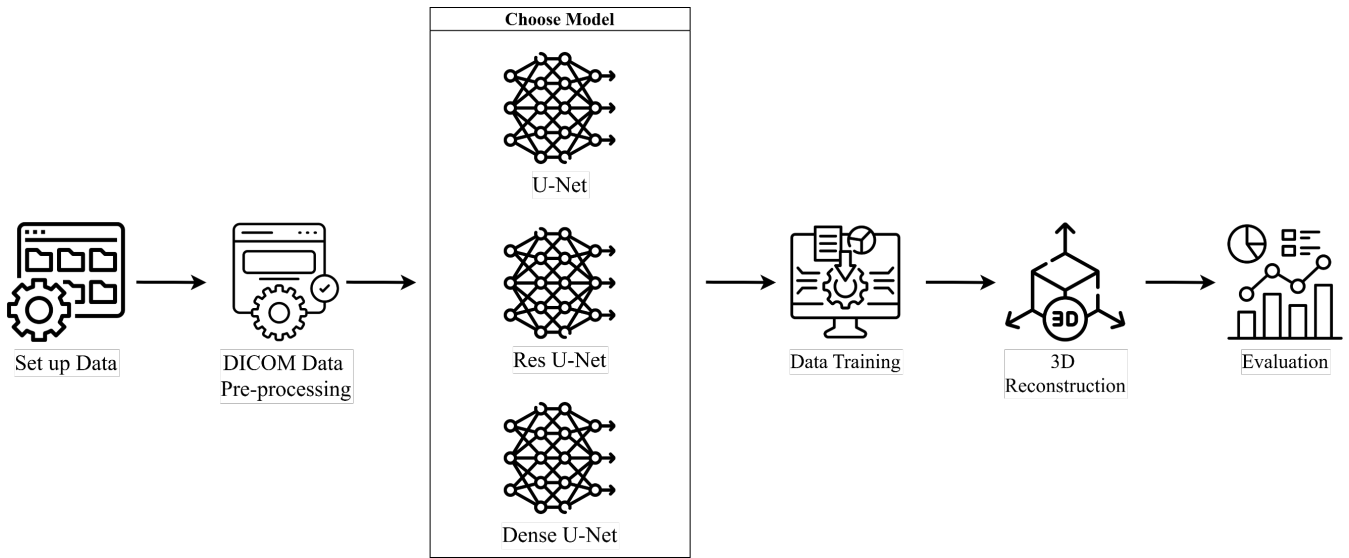 Choose Model
U-Net
Res U-Net
Dense U-Net
Set up Data
DICOM Data
Pre-processing
Data Training
3D
3D
Reconstruction
Evaluation